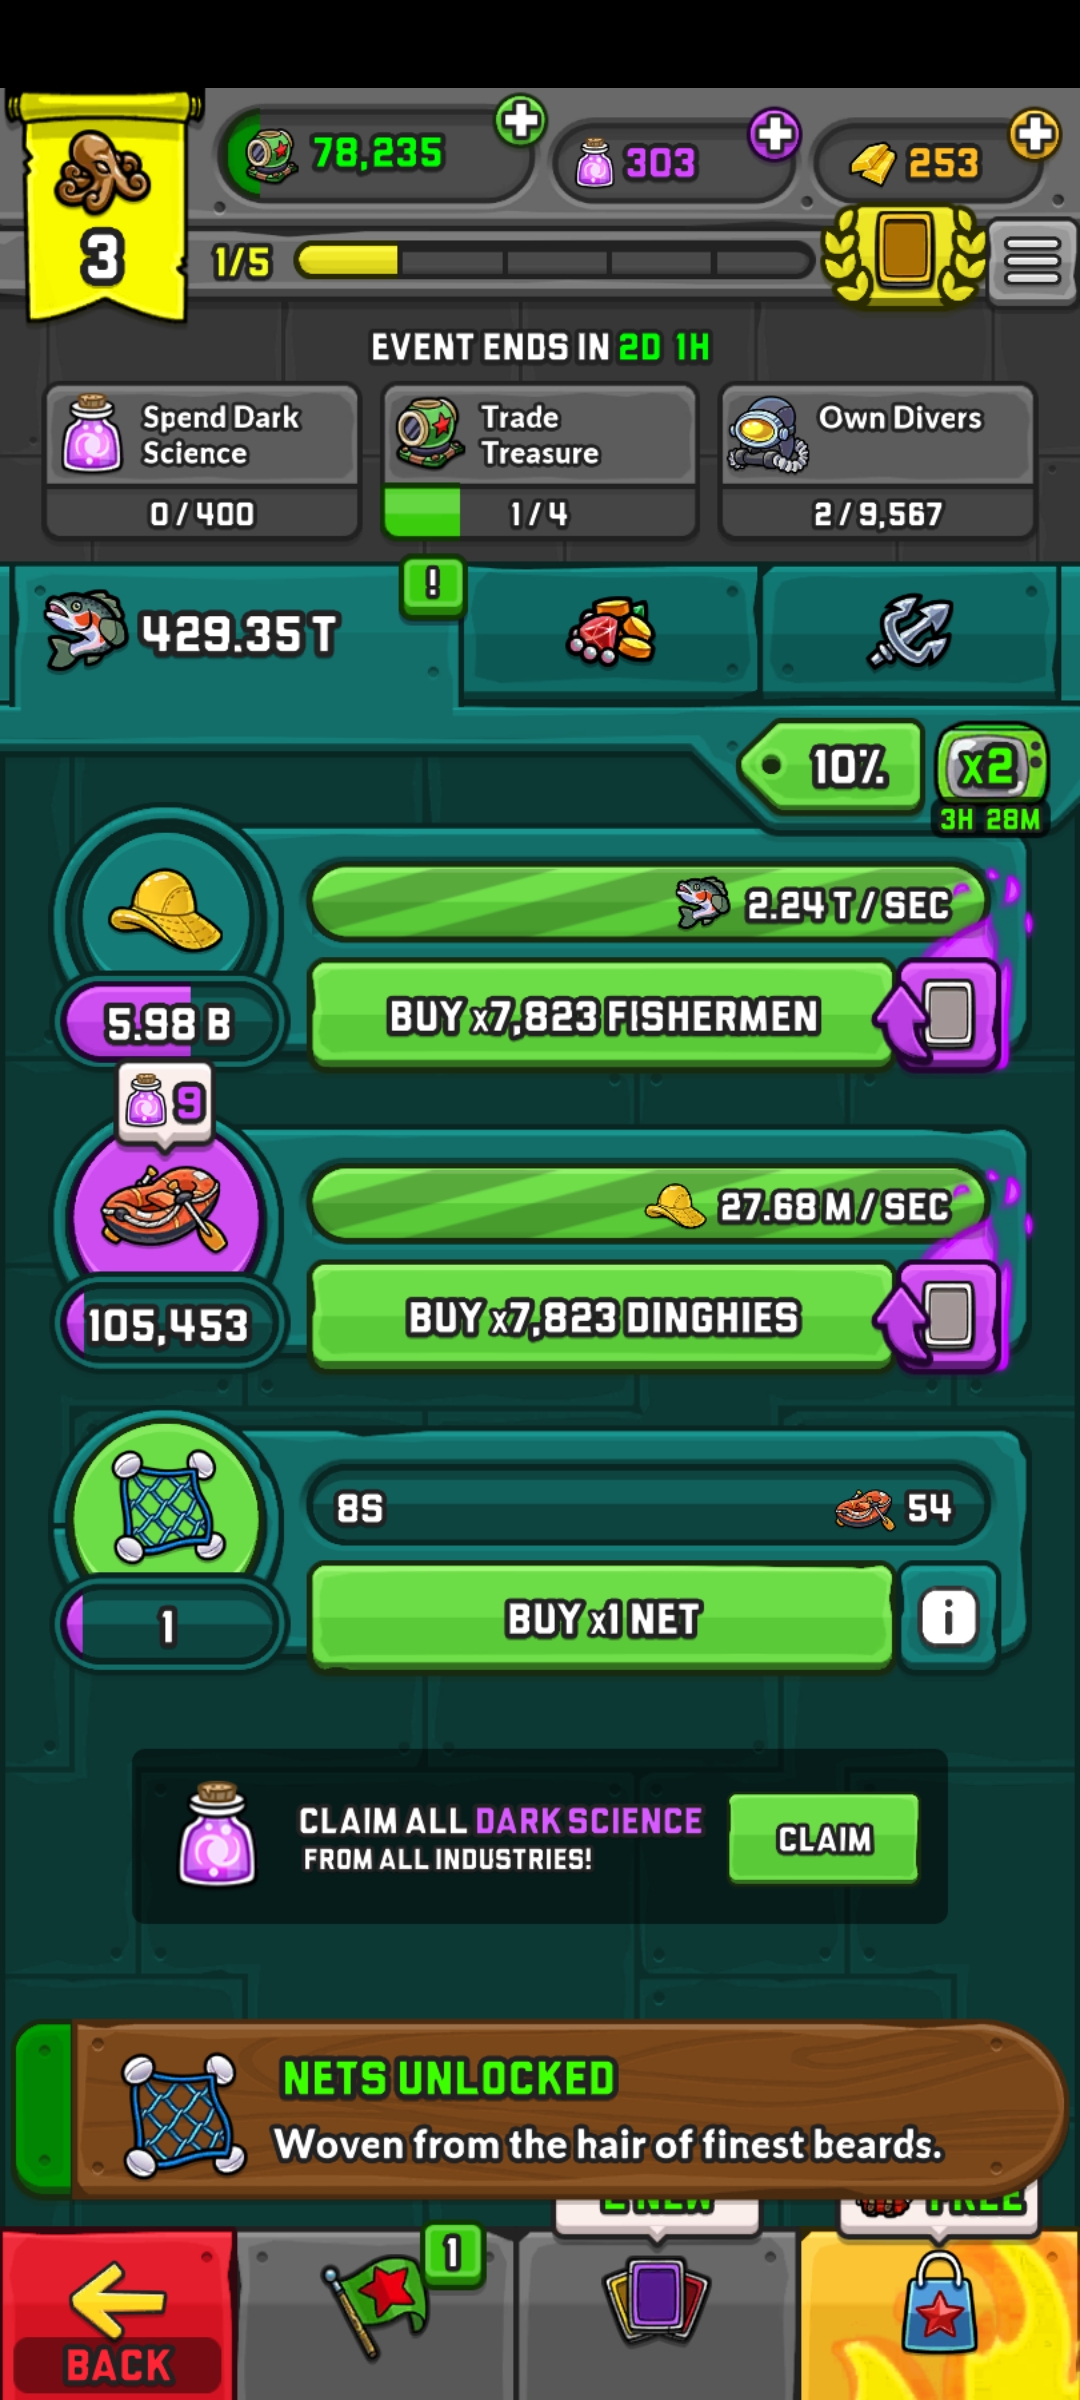 3
78,235
303
253
1/5
EVENT ENDS IN 2D 1H
Spend Dark
Science
0 / 400
Trade
Treasure
1 / 4
Own Divers
2 / 9,567
429.35 T
!
10%
x2
3H 28M
2.24 T / SEC
5.98 B
BUY x7,823 FISHERMEN
9
27.68 M / SEC
105,453
BUY x7,823 DINGHIES
8S
54
1
BUY x1 NET
i
CLAIM ALL DARK SCIENCE
FROM ALL INDUSTRIES!
CLAIM
NETS UNLOCKED
Woven from the hair of finest beards.
2 NEW
FREE
1
BACK